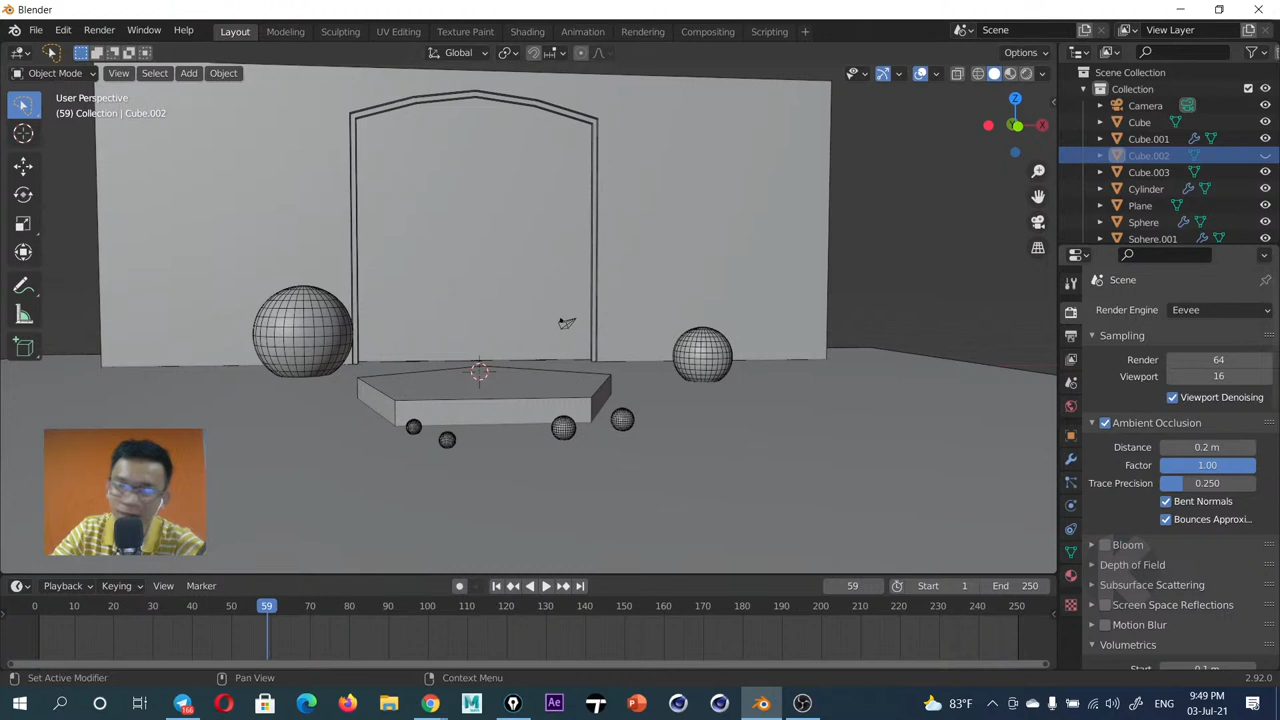 Blender
File Edit Render Window Help
Layout Modeling Sculpting UV Editing Texture Paint Shading Animation Rendering Compositing Scripting +
Scene
View Layer
Object Mode View Select Add Object
Global
Options
User Perspective
(59) Collection | Cube.002
Scene Collection
Collection
Camera
Cube
Cube.001
Cube.002
Cube.003
Cylinder
Plane
Sphere
Sphere.001
Scene
Render Engine Eevee
Sampling
Render 64
Viewport 16
Viewport Denoising
Ambient Occlusion
Distance 0.2 m
Factor 1.00
Trace Precision 0.250
Bent Normals
Bounces Approxi...
Bloom
Depth of Field
Subsurface Scattering
Screen Space Reflections
Motion Blur
Volumetrics
Start 0.1 m
Playback Keying View Marker
59 Start 1 End 250
0 10 20 30 40 50 59 70 80 90 100 110 120 130 140 150 160 170 180 190 200 210 220 230 240 250
Set Active Modifier Pan View Context Menu 2.92.0
166
Ae
83°F
9:49 PM
03-Jul-21